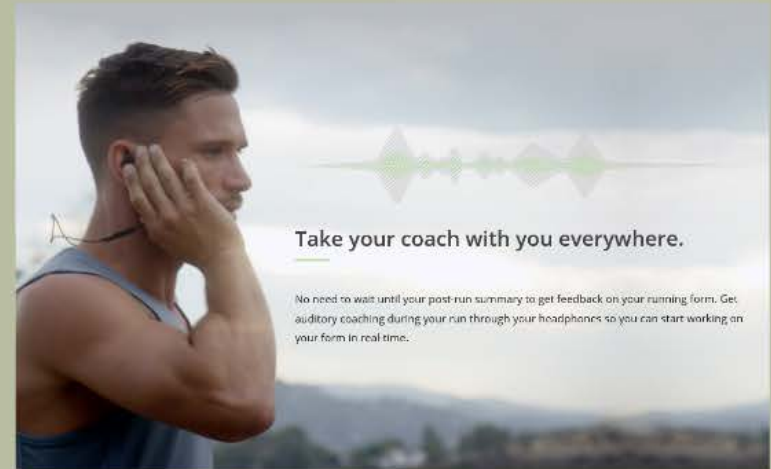 Take your coach with you everywhere.
No need to wait until your post-run summary to get feedback on your running form. Get
auditory coaching during your run through your headphones so you can start working on
your form in real-time.